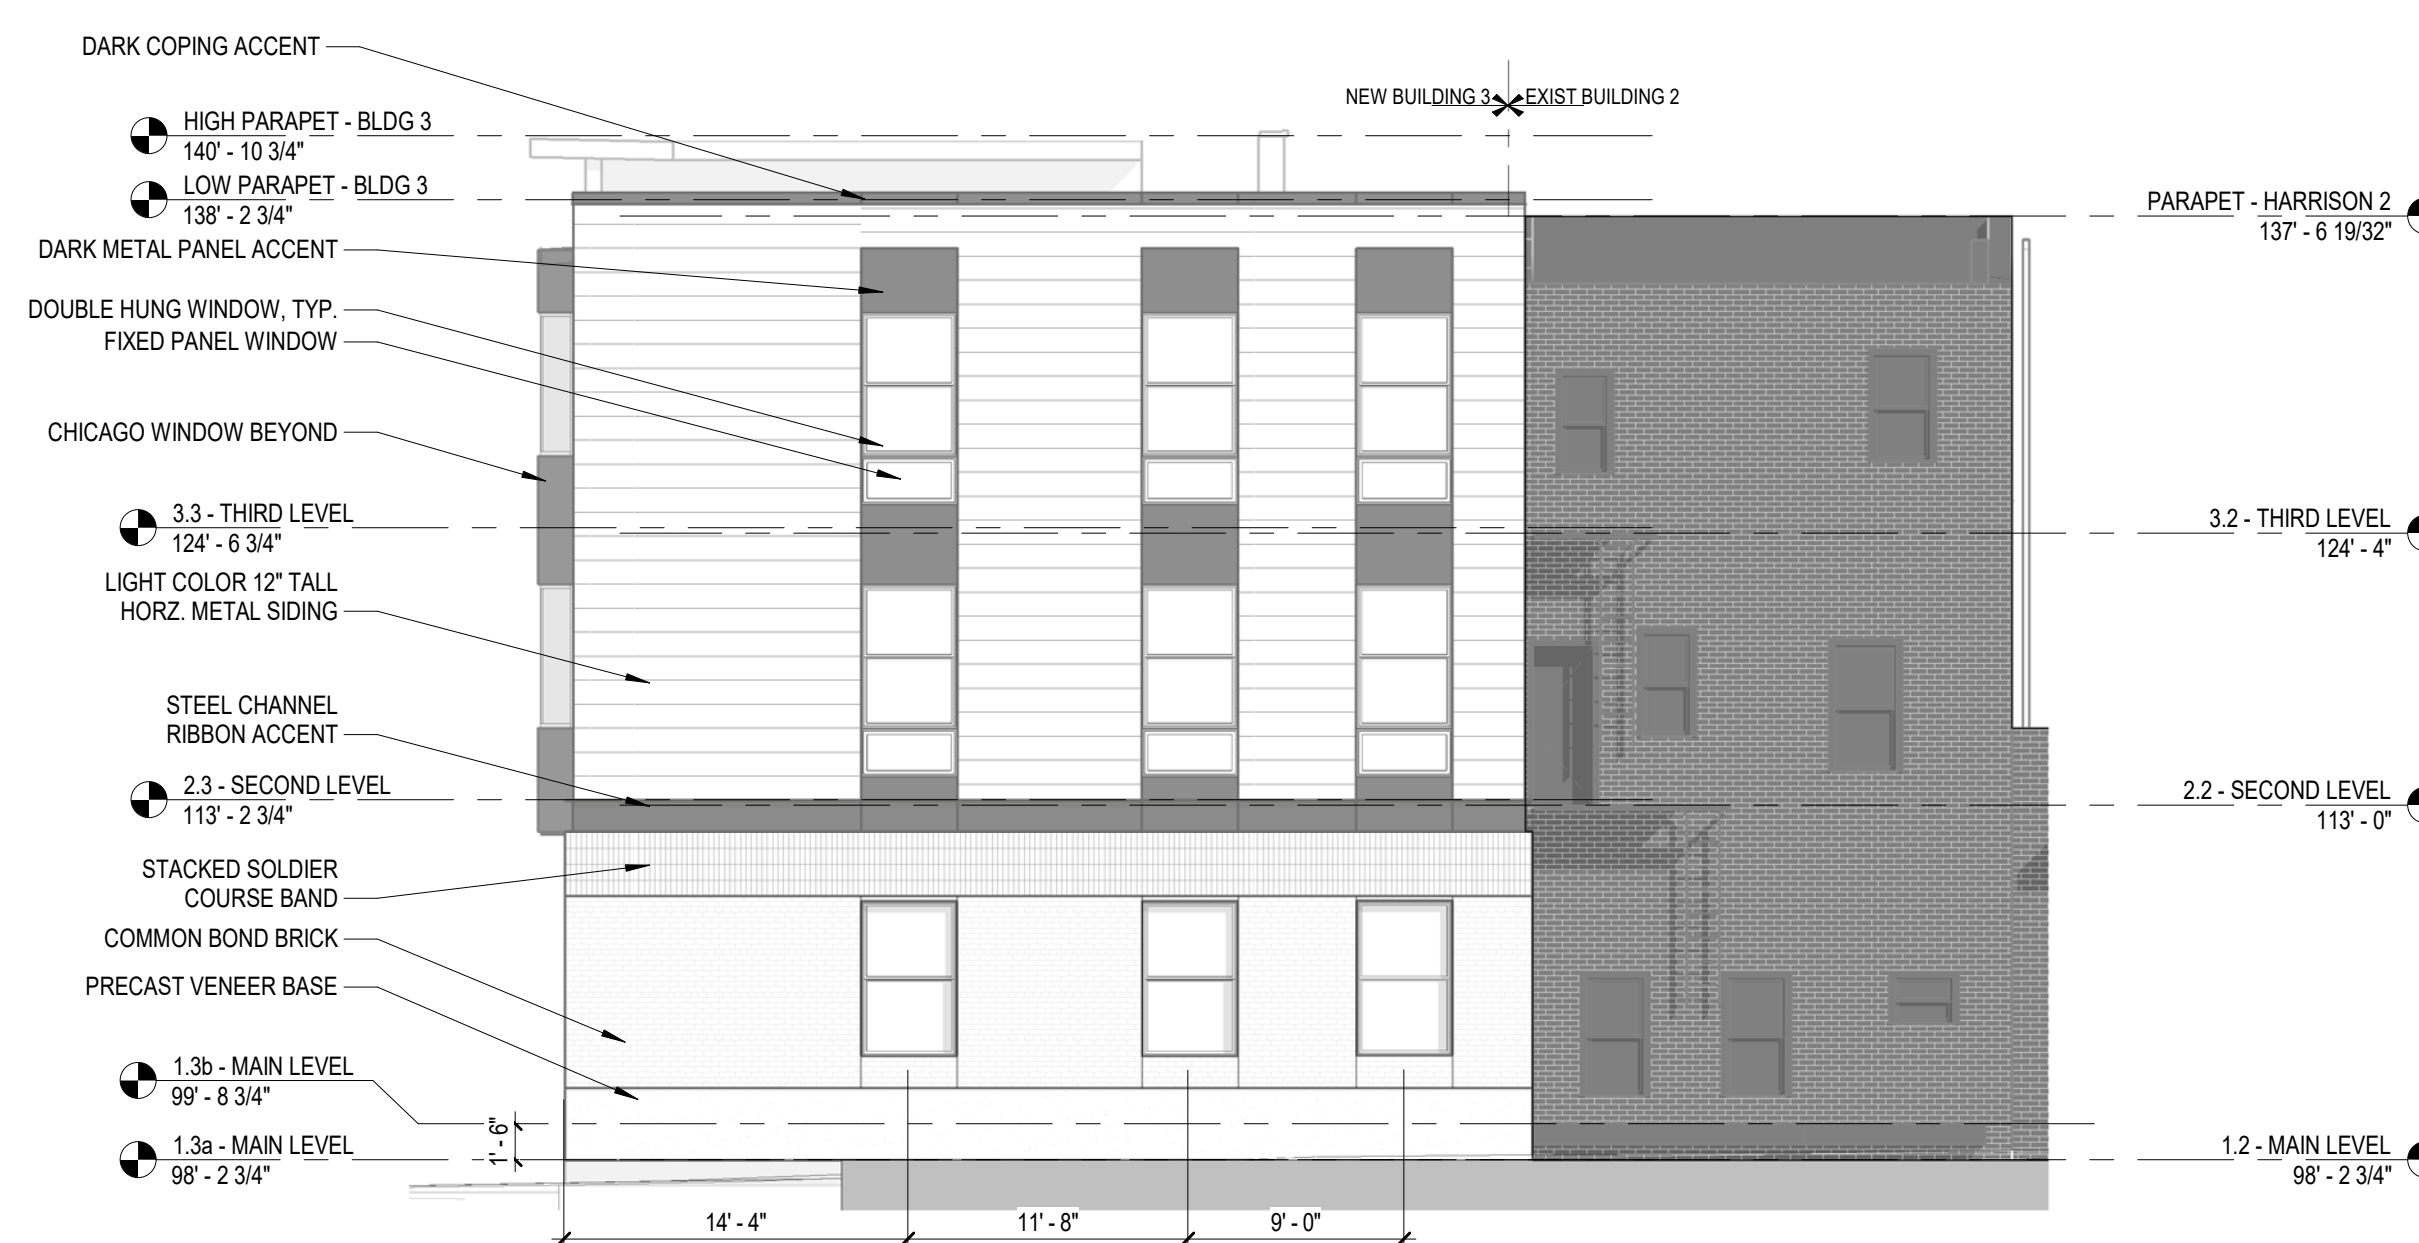 DARK COPING ACCENT
NEW BUILDING 3
EXIST BUILDING 2
HIGH PARAPET - BLDG 3
140' - 10 3/4"
LOW PARAPET - BLDG 3
138' - 2 3/4"
PARAPET - HARRISON 2
137' - 6 19/32"
DARK METAL PANEL ACCENT
DOUBLE HUNG WINDOW, TYP.
FIXED PANEL WINDOW
CHICAGO WINDOW BEYOND
3.3 - THIRD LEVEL
124' - 6 3/4"
3.2 - THIRD LEVEL
124' - 4"
LIGHT COLOR 12" TALL
HORZ. METAL SIDING
STEEL CHANNEL
RIBBON ACCENT
2.3 - SECOND LEVEL
113' - 2 3/4"
2.2 - SECOND LEVEL
113' - 0"
STACKED SOLDIER
COURSE BAND
COMMON BOND BRICK
PRECAST VENEER BASE
1.3b - MAIN LEVEL
99' - 8 3/4"
1' - 6"
1.3a - MAIN LEVEL
98' - 2 3/4"
1.2 - MAIN LEVEL
98' - 2 3/4"
14' - 4"
11' - 8"
9' - 0"